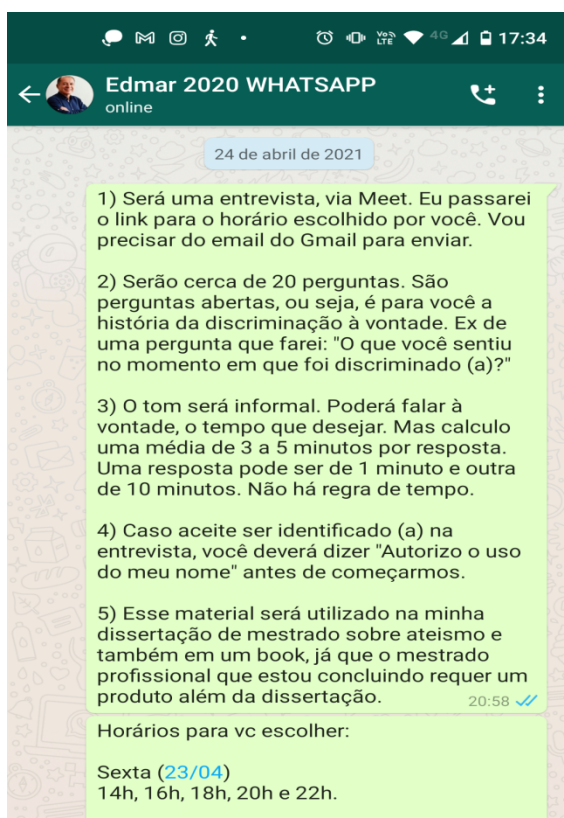 Vo)) 4G 17:34
LTE
Edmar 2020 WHATSAPP
online
24 de abril de 2021
1) Será uma entrevista, via Meet. Eu passarei
o link para o horário escolhido por você. Vou
precisar do email do Gmail para enviar.
2) Serão cerca de 20 perguntas. São
perguntas abertas, ou seja, é para você a
história da discriminação à vontade. Ex de
uma pergunta que farei: "O que você sentiu
no momento em que foi discriminado (a)?"
3) O tom será informal. Poderá falar à
vontade, o tempo que desejar. Mas calculo
uma média de 3 a 5 minutos por resposta.
Uma resposta pode ser de 1 minuto e outra
de 10 minutos. Não há regra de tempo.
4) Caso aceite ser identificado (a) na
entrevista, você deverá dizer "Autorizo o uso
do meu nome" antes de começarmos.
5) Esse material será utilizado na minha
dissertação de mestrado sobre ateismo e
também em um book, já que o mestrado
profissional que estou concluindo requer um
produto além da dissertação. 20:58
Horários para vc escolher:
Sexta (23/04)
14h, 16h, 18h, 20h e 22h.